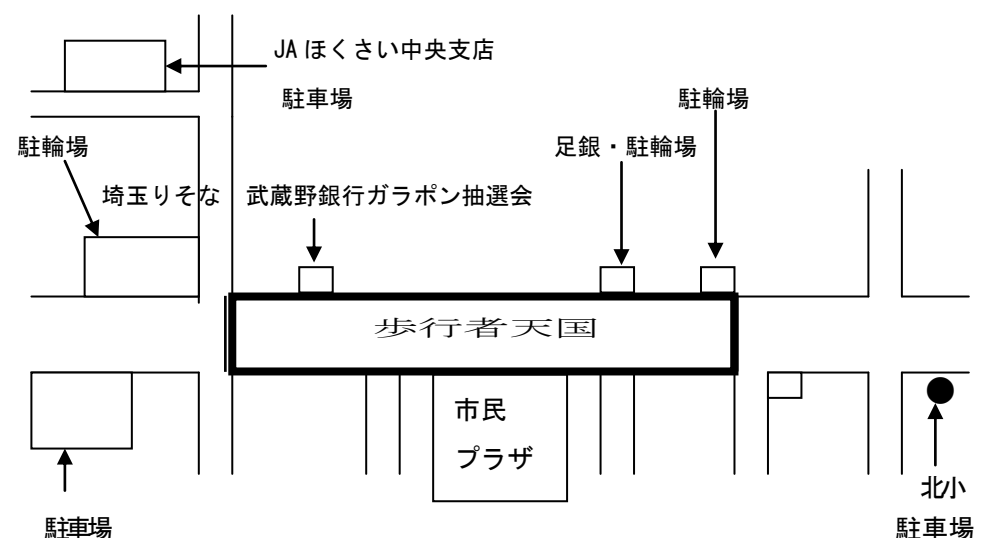 JAほくさい中央支店
駐車場
駐輪場
駐輪場
足銀・駐輪場
埼玉りそな
武蔵野銀行ガラポン抽選会
歩行者天国
市民
プラザ
北小
駐車場
駐車場